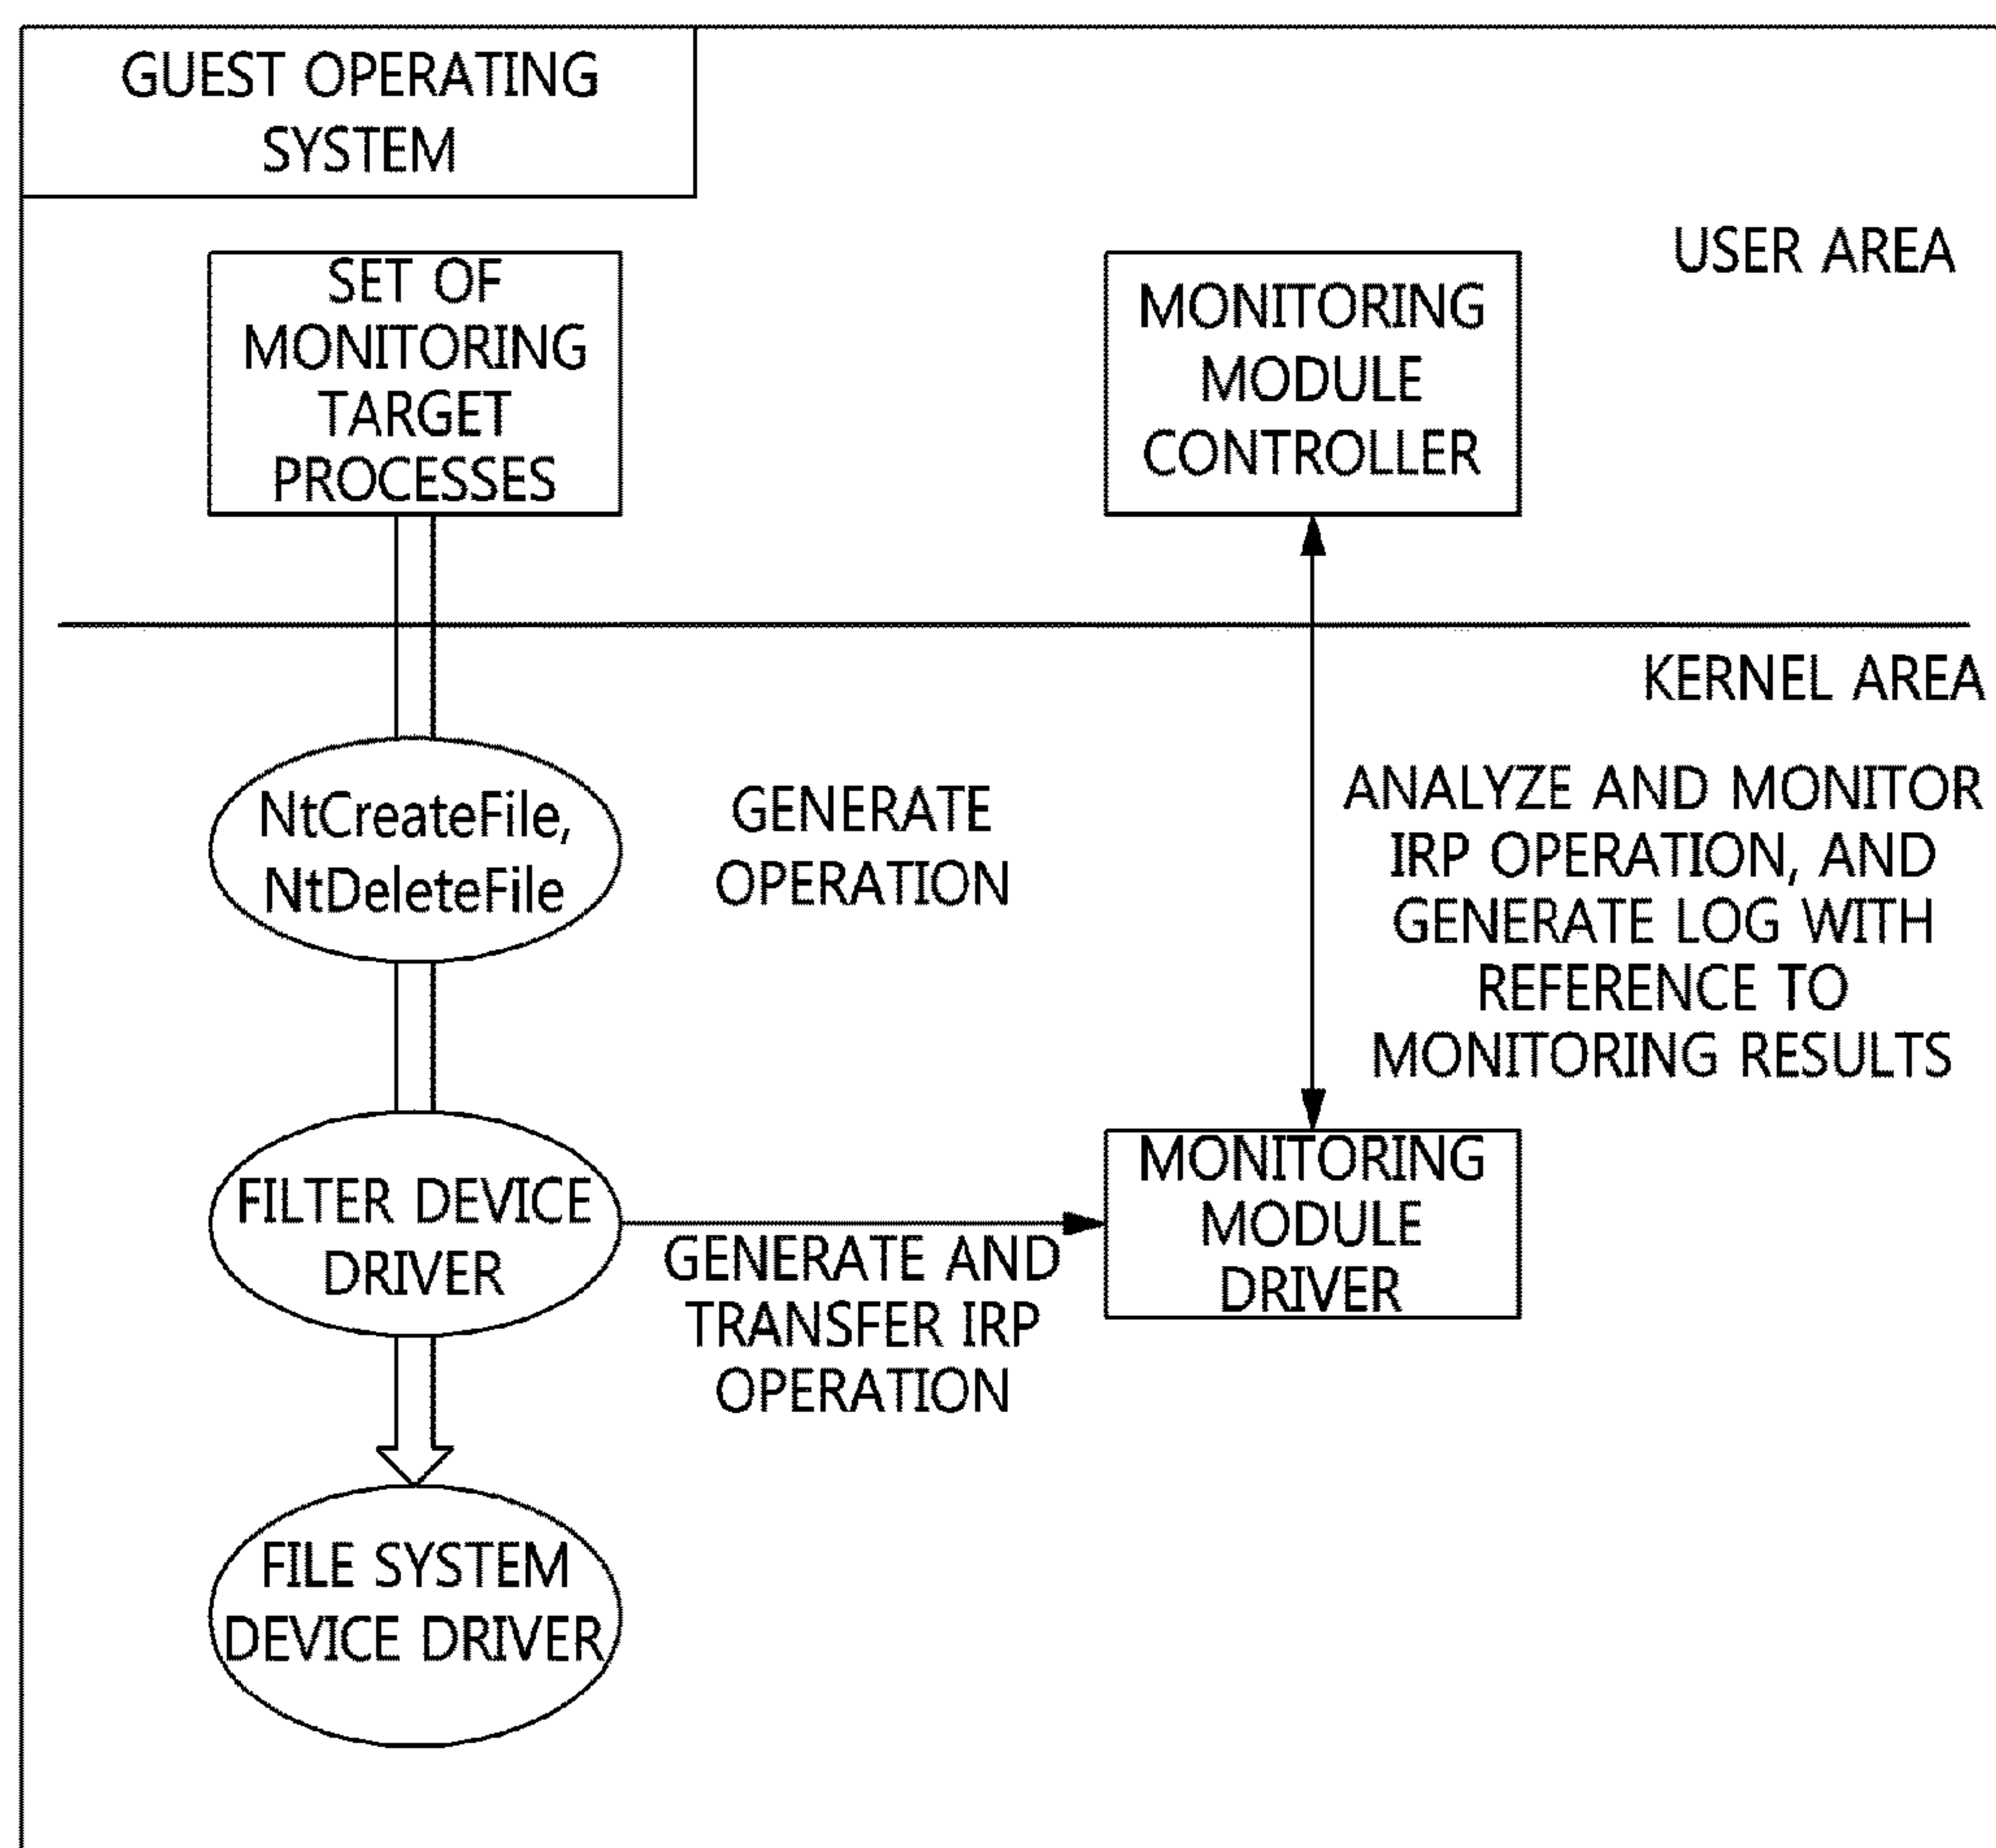 GUEST OPERATING
SYSTEM
USER AREA
SET OF
MONITORING
TARGET
PROCESSES
MONITORING
MODULE
CONTROLLER
KERNEL AREA
NtCreateFile,
NtDeleteFile
GENERATE
OPERATION
ANALYZE AND MONITOR
IRP OPERATION, AND
GENERATE LOG WITH
REFERENCE TO
MONITORING RESULTS
FILTER DEVICE
DRIVER
GENERATE AND
TRANSFER IRP
OPERATION
MONITORING
MODULE
DRIVER
FILE SYSTEM
DEVICE DRIVER